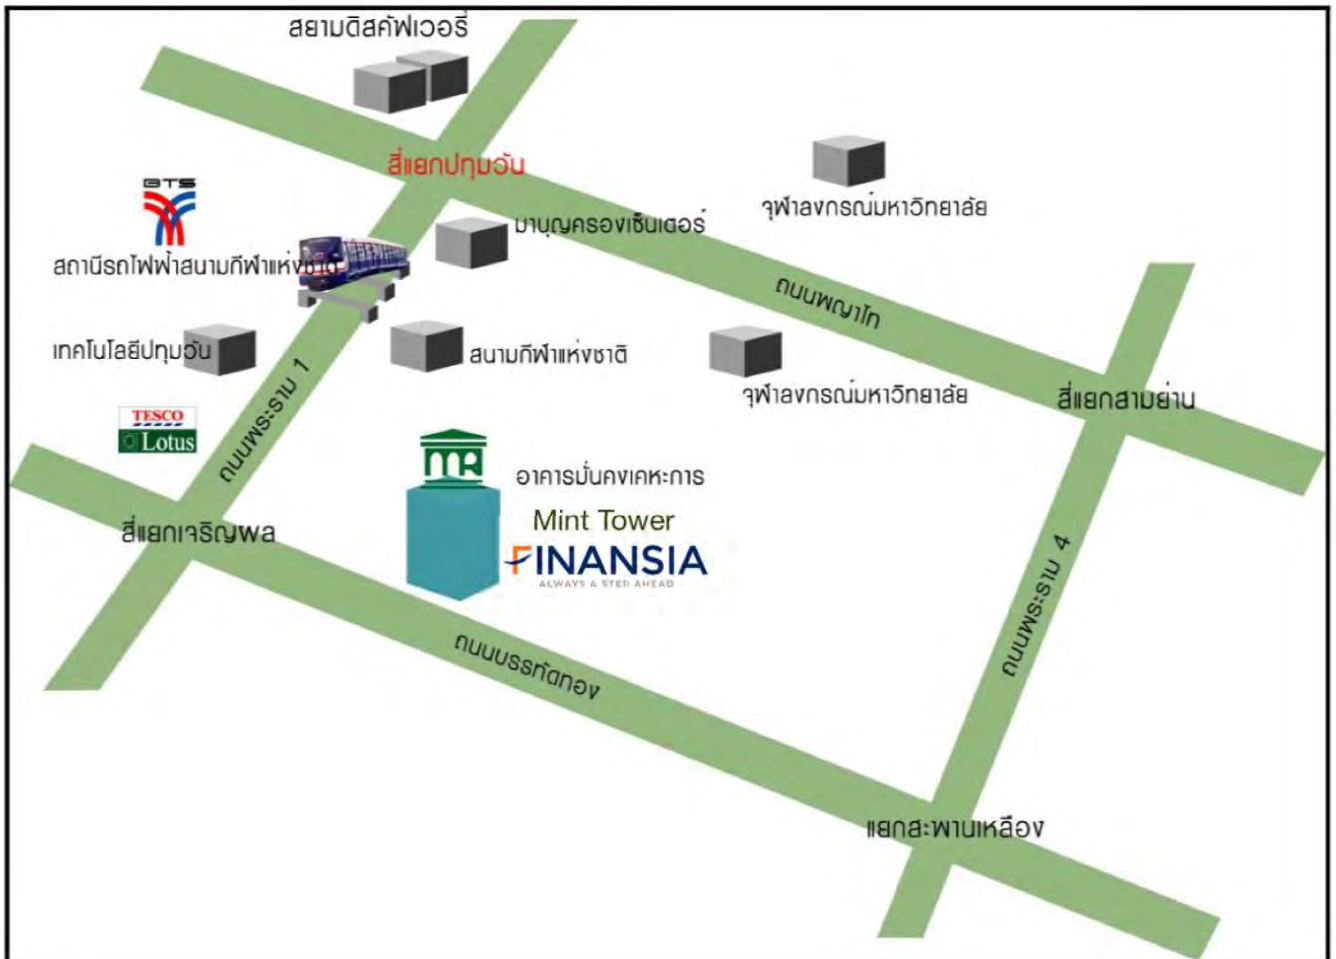 สยามดิสคัฟเวอรี่
สี่แยกปทุมวัน
BTS
จุฬาลงกรณ์มหาวิทยาลัย
มาบุญครองเซ็นเตอร์
สถานีรถไฟฟ้าสนามกีฬาแห่งชาติ
ถนนพญาไท
เทคโนโลยีปทุมวัน
สนามกีฬาแห่งชาติ
ถนนพระราม 1
จุฬาลงกรณ์มหาวิทยาลัย
สี่แยกสามย่าน
TESCO
Lotus
อาคารมั่นคงเคหะการ
Mint Tower
สี่แยกเจริญผล
FINANSIA
ALWAYS A STEP AHEAD
ถนนพระราม 4
ถนนบรรทัดทอง
แยกสะพานเหลือง